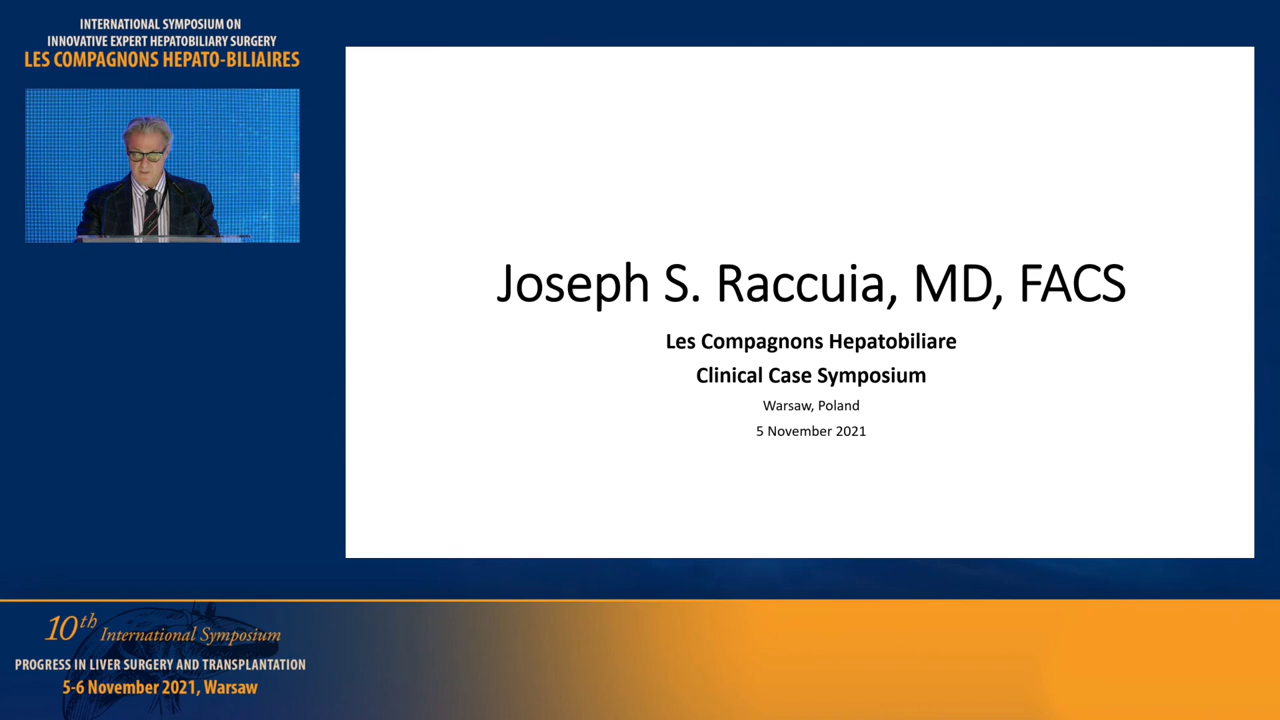 INTERNATIONAL SYMPOSIUM ON
INNOVATIVE EXPERT HEPATOBILIARY SURGERY
LES COMPAGNONS HEPATO-BILIAIRES
Joseph S. Raccuia, MD, FACS
Les Compagnons Hepatobiliare
Clinical Case Symposium
Warsaw, Poland
5 November 2021
10th International Symposium
PROGRESS IN LIVER SURGERY AND TRANSPLANTATION
5-6 November 2021, Warsaw